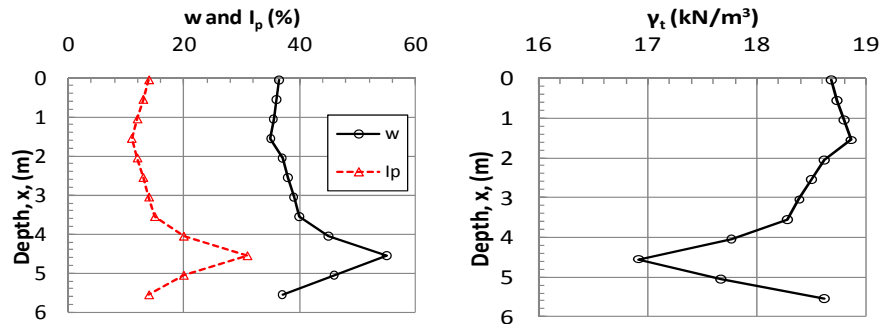 w and Ip (%)
0 20 40 60
0
1
2
3
4
5
6
Depth, x, (m)
w
Ip
γt (kN/m³)
16 17 18 19
0
1
2
3
4
5
6
Depth, x, (m)